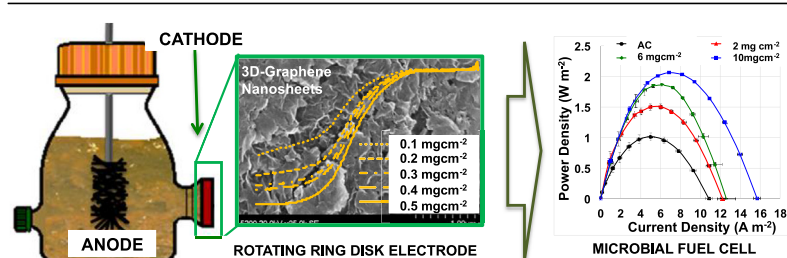 CATHODE
ANODE
3D-Graphene
Nanosheets
0.1 mgcm-2
0.2 mgcm-2
0.3 mgcm-2
0.4 mgcm-2
0.5 mgcm-2
ROTATING RING DISK ELECTRODE
AC
2 mg cm-2
6 mgcm-2
10mgcm-2
Power Density (W m-2)
2.5
2
1.5
1
0.5
0
0 2 4 6 8 10 12 14 16 18
Current Density (A m-2)
MICROBIAL FUEL CELL